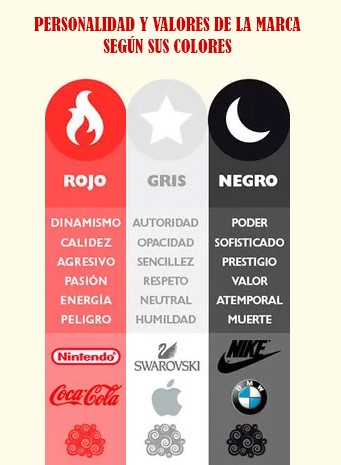 PERSONALIDAD Y VALORES DE LA MARCA
SEGÚN SUS COLORES
ROJO
DINAMISMO
CALIDEZ
AGRESIVO
PASIÓN
ENERGÍA
PELIGRO
Nintendo
Coca-Cola
GRIS
AUTORIDAD
OPACIDAD
SENCILLEZ
RESPETO
NEUTRAL
HUMILDAD
SWAROVSKI
NEGRO
PODER
SOFISTICADO
PRESTIGIO
VALOR
ATEMPORAL
MUERTE
NIKE
BMW